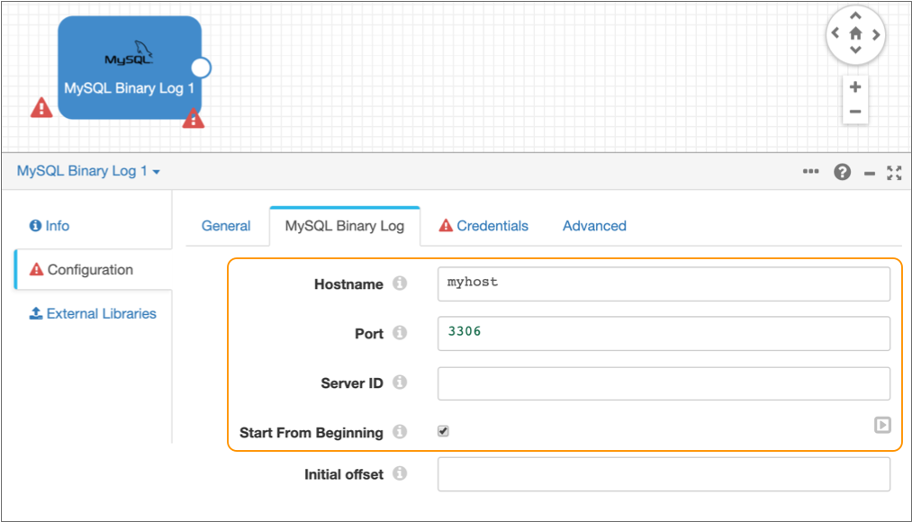 MySQL
MySQL Binary Log 1
MySQL Binary Log 1
Info
General
MySQL Binary Log
Credentials
Advanced
Configuration
External Libraries
Hostname
myhost
Port
3306
Server ID
Start From Beginning
Initial offset